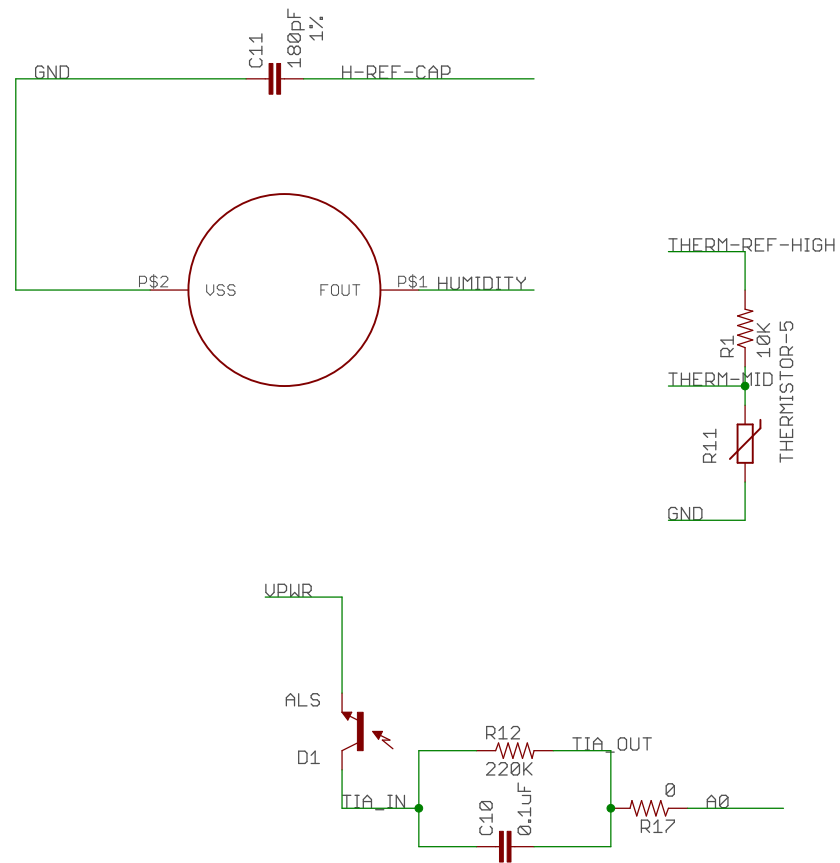 C11
180pF
1%
GND
H-REF-CAP
THERM-REF-HIGH
P$2
VSS
FOUT
P$1
HUMIDITY
R1
10K
THERM-MID
R11
THERMISTOR-5
GND
VPWR
ALS
D1
R12
220K
TIA_OUT
TIA_IN
C10
0.1uF
0
R17
A0